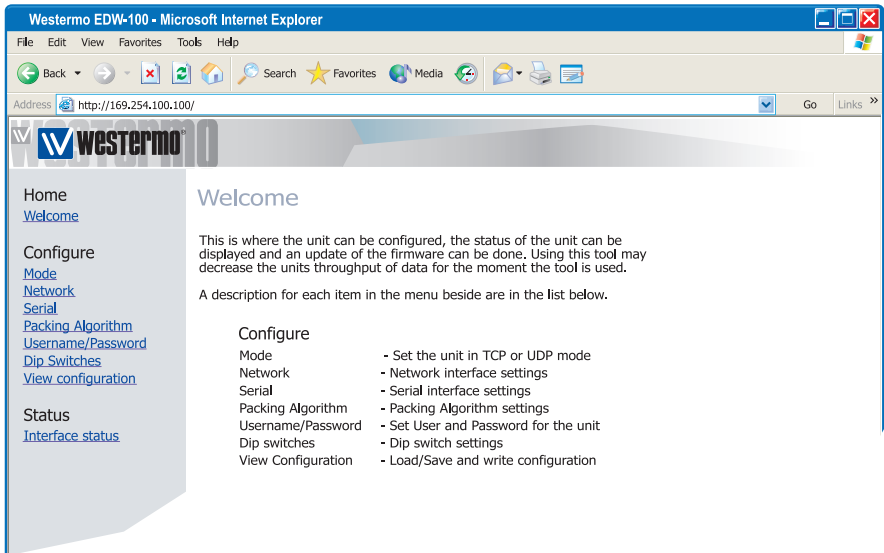 Westermo EDW-100 - Microsoft Internet Explorer
File Edit View Favorites Tools Help
Back Search Favorites Media
Address http://169.254.100.100/ Go Links »
westermo®
Home
Welcome
Configure
Mode
Network
Serial
Packing Algorithm
Username/Password
Dip Switches
View configuration
Status
Interface status
Welcome
This is where the unit can be configured, the status of the unit can be
displayed and an update of the firmware can be done. Using this tool may
decrease the units throughput of data for the moment the tool is used.
A description for each item in the menu beside are in the list below.
Configure
Mode - Set the unit in TCP or UDP mode
Network - Network interface settings
Serial - Serial interface settings
Packing Algorithm - Packing Algorithm settings
Username/Password - Set User and Password for the unit
Dip switches - Dip switch settings
View Configuration - Load/Save and write configuration